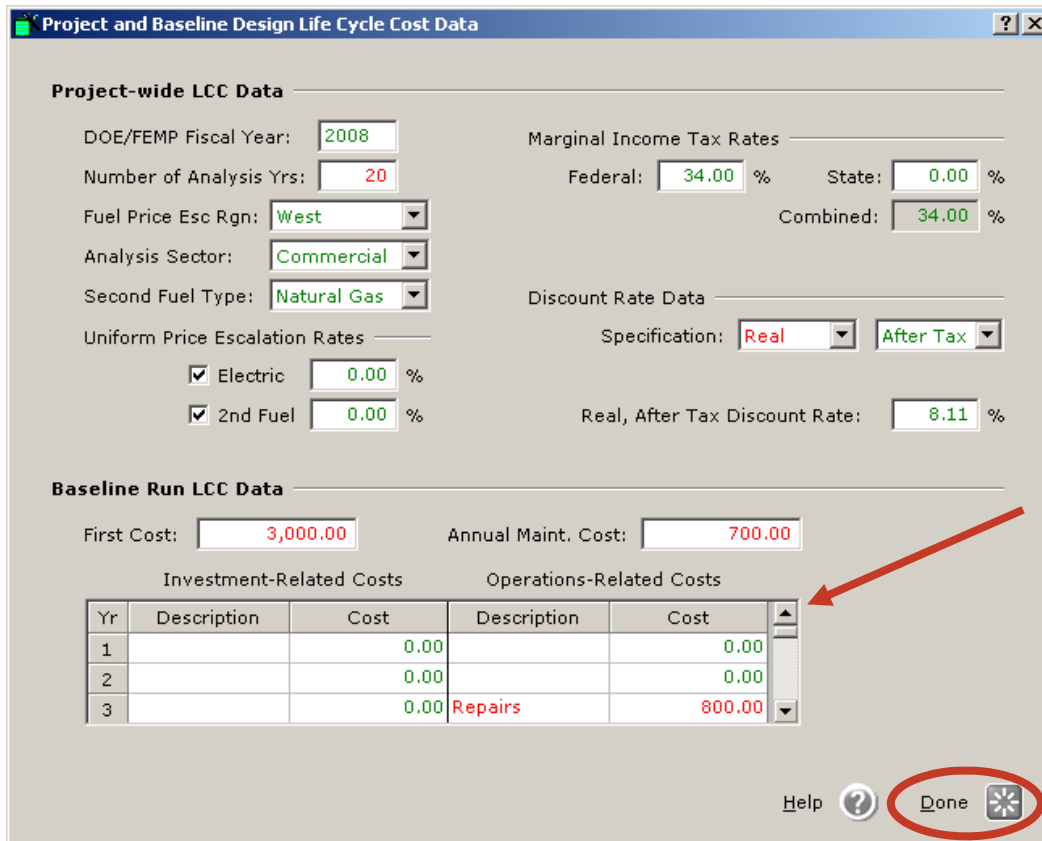 Project and Baseline Design Life Cycle Cost Data
Project-wide LCC Data
DOE/FEMP Fiscal Year: 2008
Number of Analysis Yrs: 20
Fuel Price Esc Rgn: West
Analysis Sector: Commercial
Second Fuel Type: Natural Gas
Uniform Price Escalation Rates
Electric 0.00 %
2nd Fuel 0.00 %
Marginal Income Tax Rates
Federal: 34.00 % State: 0.00 %
Combined: 34.00 %
Discount Rate Data
Specification: Real After Tax
Real, After Tax Discount Rate: 8.11 %
Baseline Run LCC Data
First Cost: 3,000.00 Annual Maint. Cost: 700.00
Investment-Related Costs Operations-Related Costs
Yr Description Cost Description Cost
1 0.00 0.00
2 0.00 0.00
3 0.00 Repairs 800.00
Help ? Done